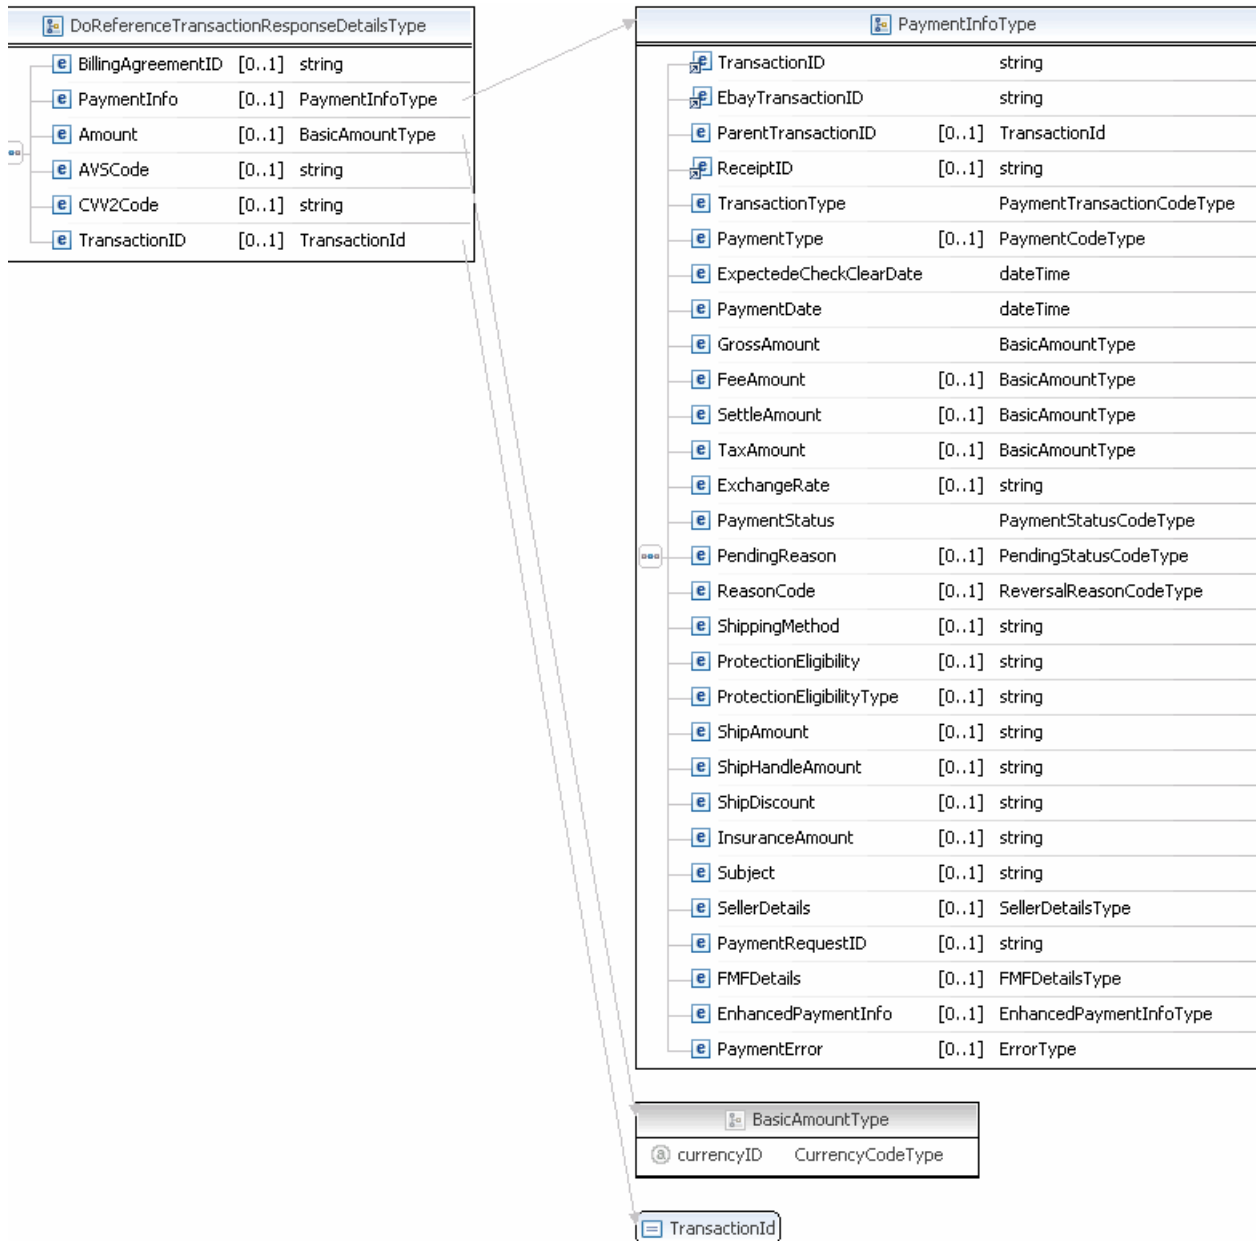 DoReferenceTransactionResponseDetailsType
BillingAgreementID [0..1] string
PaymentInfo [0..1] PaymentInfoType
Amount [0..1] BasicAmountType
AVSCode [0..1] string
CVV2Code [0..1] string
TransactionID [0..1] TransactionId
PaymentInfoType
TransactionID string
EbayTransactionID string
ParentTransactionID [0..1] TransactionId
ReceiptID [0..1] string
TransactionType PaymentTransactionCodeType
PaymentType [0..1] PaymentCodeType
ExpectedeCheckClearDate dateTime
PaymentDate dateTime
GrossAmount BasicAmountType
FeeAmount [0..1] BasicAmountType
SettleAmount [0..1] BasicAmountType
TaxAmount [0..1] BasicAmountType
ExchangeRate [0..1] string
PaymentStatus PaymentStatusCodeType
PendingReason [0..1] PendingStatusCodeType
ReasonCode [0..1] ReversalReasonCodeType
ShippingMethod [0..1] string
ProtectionEligibility [0..1] string
ProtectionEligibilityType [0..1] string
ShipAmount [0..1] string
ShipHandleAmount [0..1] string
ShipDiscount [0..1] string
InsuranceAmount [0..1] string
Subject [0..1] string
SellerDetails [0..1] SellerDetailsType
PaymentRequestID [0..1] string
FMFDetails [0..1] FMFDetailsType
EnhancedPaymentInfo [0..1] EnhancedPaymentInfoType
PaymentError [0..1] ErrorType
BasicAmountType
currencyID CurrencyCodeType
TransactionId